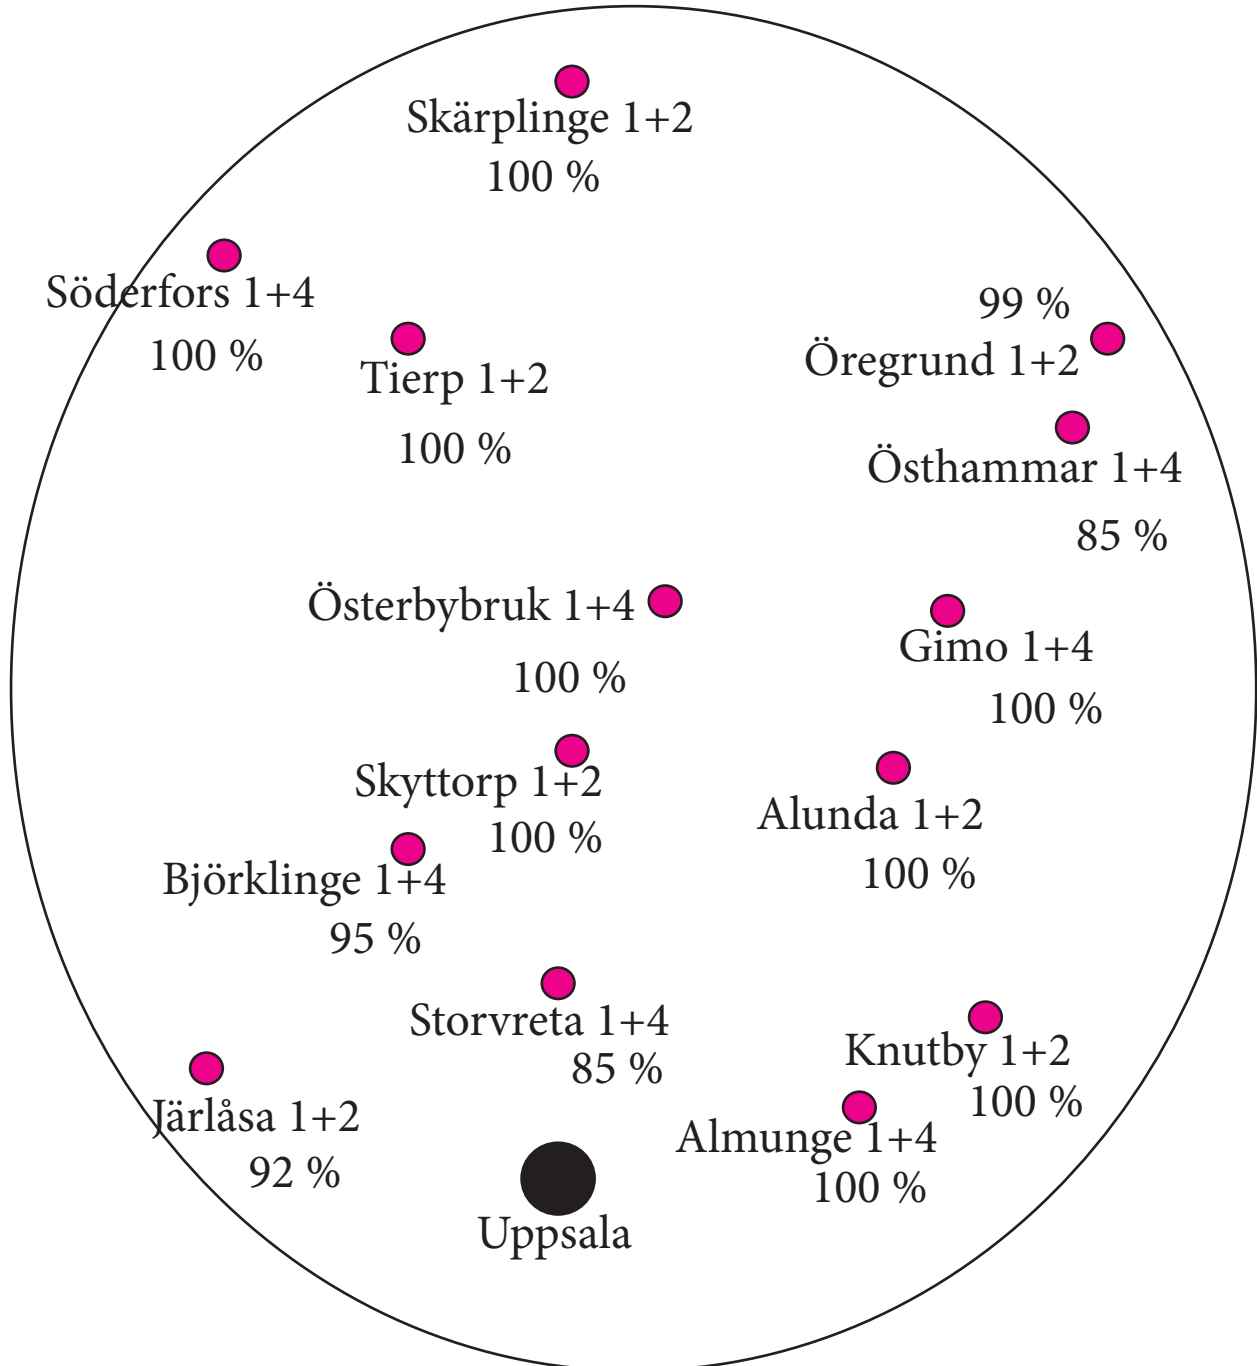 Skärplinge 1+2
100 %
Söderfors 1+4
100 %
Tierp 1+2
100 %
99 %
Öregrund 1+2
Östhammar 1+4
85 %
Österbybruk 1+4
100 %
Gimo 1+4
100 %
Skyttorp 1+2
100 %
Alunda 1+2
100 %
Björklinge 1+4
95 %
Storvreta 1+4
85 %
Knutby 1+2
100 %
Järlåsa 1+2
92 %
Almunge 1+4
100 %
Uppsala